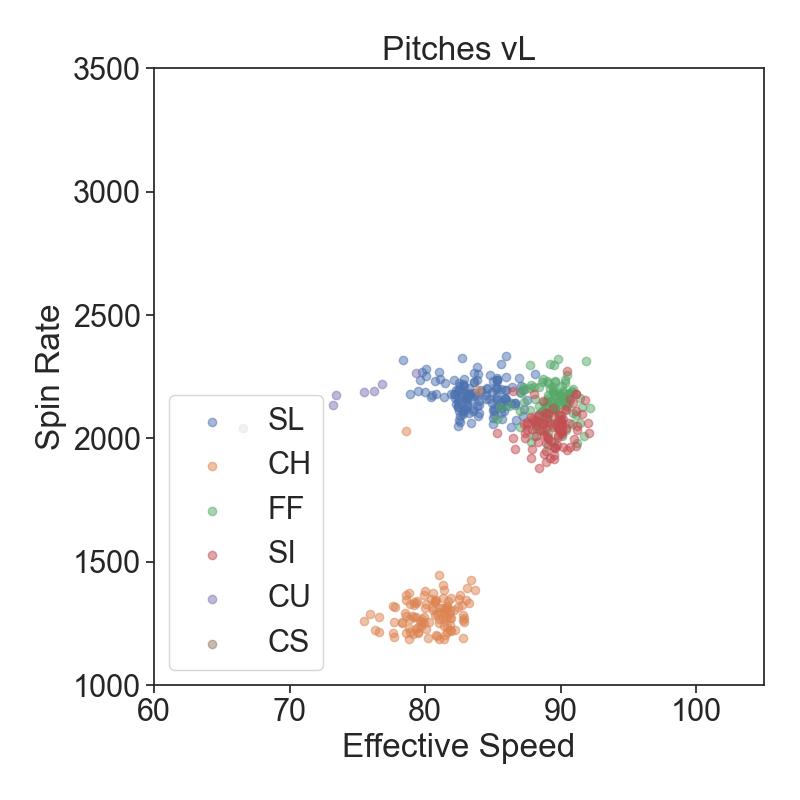 Pitches vL
3500
3000
2500
2000
1500
1000
Spin Rate
SL
CH
FF
SI
CU
CS
60 70 80 90 100
Effective Speed